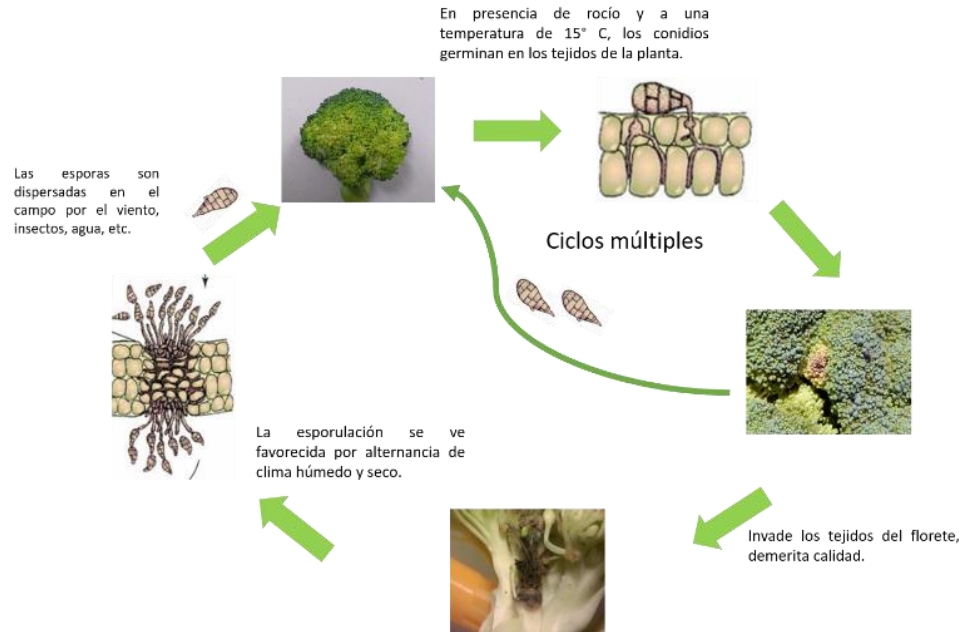 En presencia de rocío y a una
temperatura de 15° C, los conidios
germinan en los tejidos de la planta.
Las esporas son
dispersadas en el
campo por el viento,
insectos, agua, etc.
Ciclos múltiples
La esporulación se ve
favorecida por alternancia de
clima húmedo y seco.
Invade los tejidos del florete,
demerita calidad.